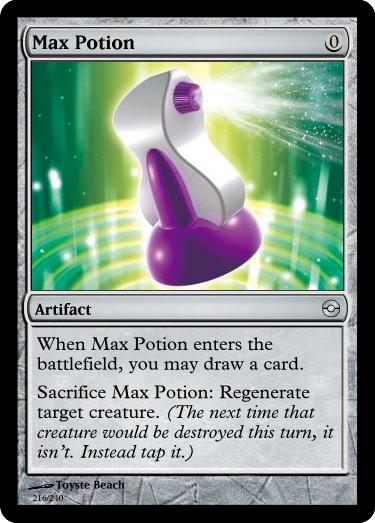 Max Potion 0
Artifact
When Max Potion enters the
battlefield, you may draw a card.
Sacrifice Max Potion: Regenerate
target creature. (The next time that
creature would be destroyed this turn, it
isn't. Instead tap it.)
Toyste Beach
216/240